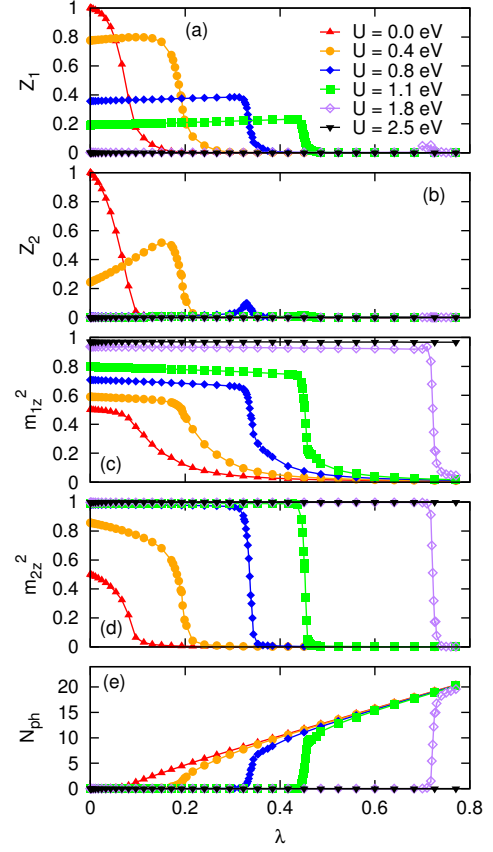 (a)
U = 0.0 eV
U = 0.4 eV
U = 0.8 eV
U = 1.1 eV
U = 1.8 eV
U = 2.5 eV
Z1
1
0.8
0.6
0.4
0.2
0
(b)
Z2
1
0.8
0.6
0.4
0.2
0
(c)
m1z²
1
0.8
0.6
0.4
0.2
0
(d)
m2z²
1
0.8
0.6
0.4
0.2
0
(e)
Nph
20
15
10
5
0
0 0.2 0.4 0.6 0.8
λ